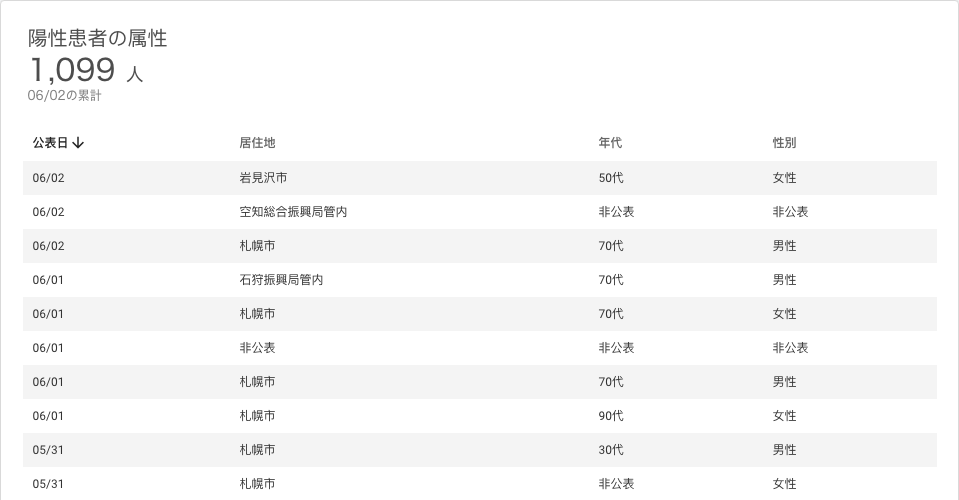 陽性患者の属性
1,099 人
06/02の累計
公表日 居住地 年代 性別
06/02 岩見沢市 50代 女性
06/02 空知総合振興局管内 非公表 非公表
06/02 札幌市 70代 男性
06/01 石狩振興局管内 70代 男性
06/01 札幌市 70代 女性
06/01 非公表 非公表 非公表
06/01 札幌市 70代 男性
06/01 札幌市 90代 女性
05/31 札幌市 30代 男性
05/31 札幌市 非公表 女性